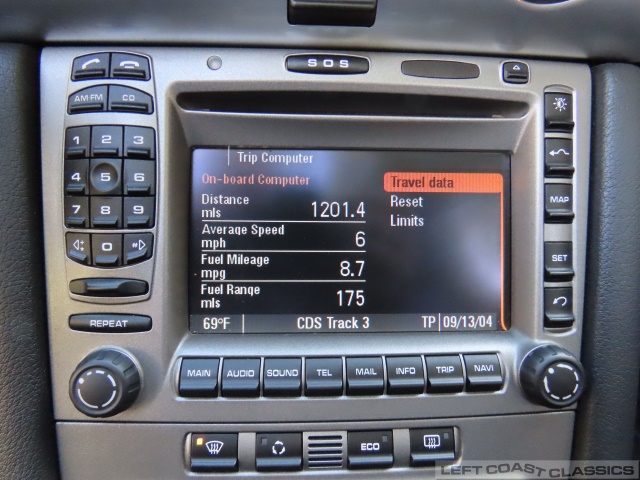 SOS
AM FM CD
1 2 3
4 5 6
7 8 9
0
REPEAT
MAP
SET
Trip Computer
On-board Computer
Distance
mls 1201.4
Average Speed
mph 6
Fuel Mileage
mpg 8.7
Fuel Range
mls 175
Travel data
Reset
Limits
69°F CDS Track 3 TP 09/13/04
MAIN AUDIO SOUND TEL MAIL INFO TRIP NAVI
ECO
LEFT COAST CLASSICS